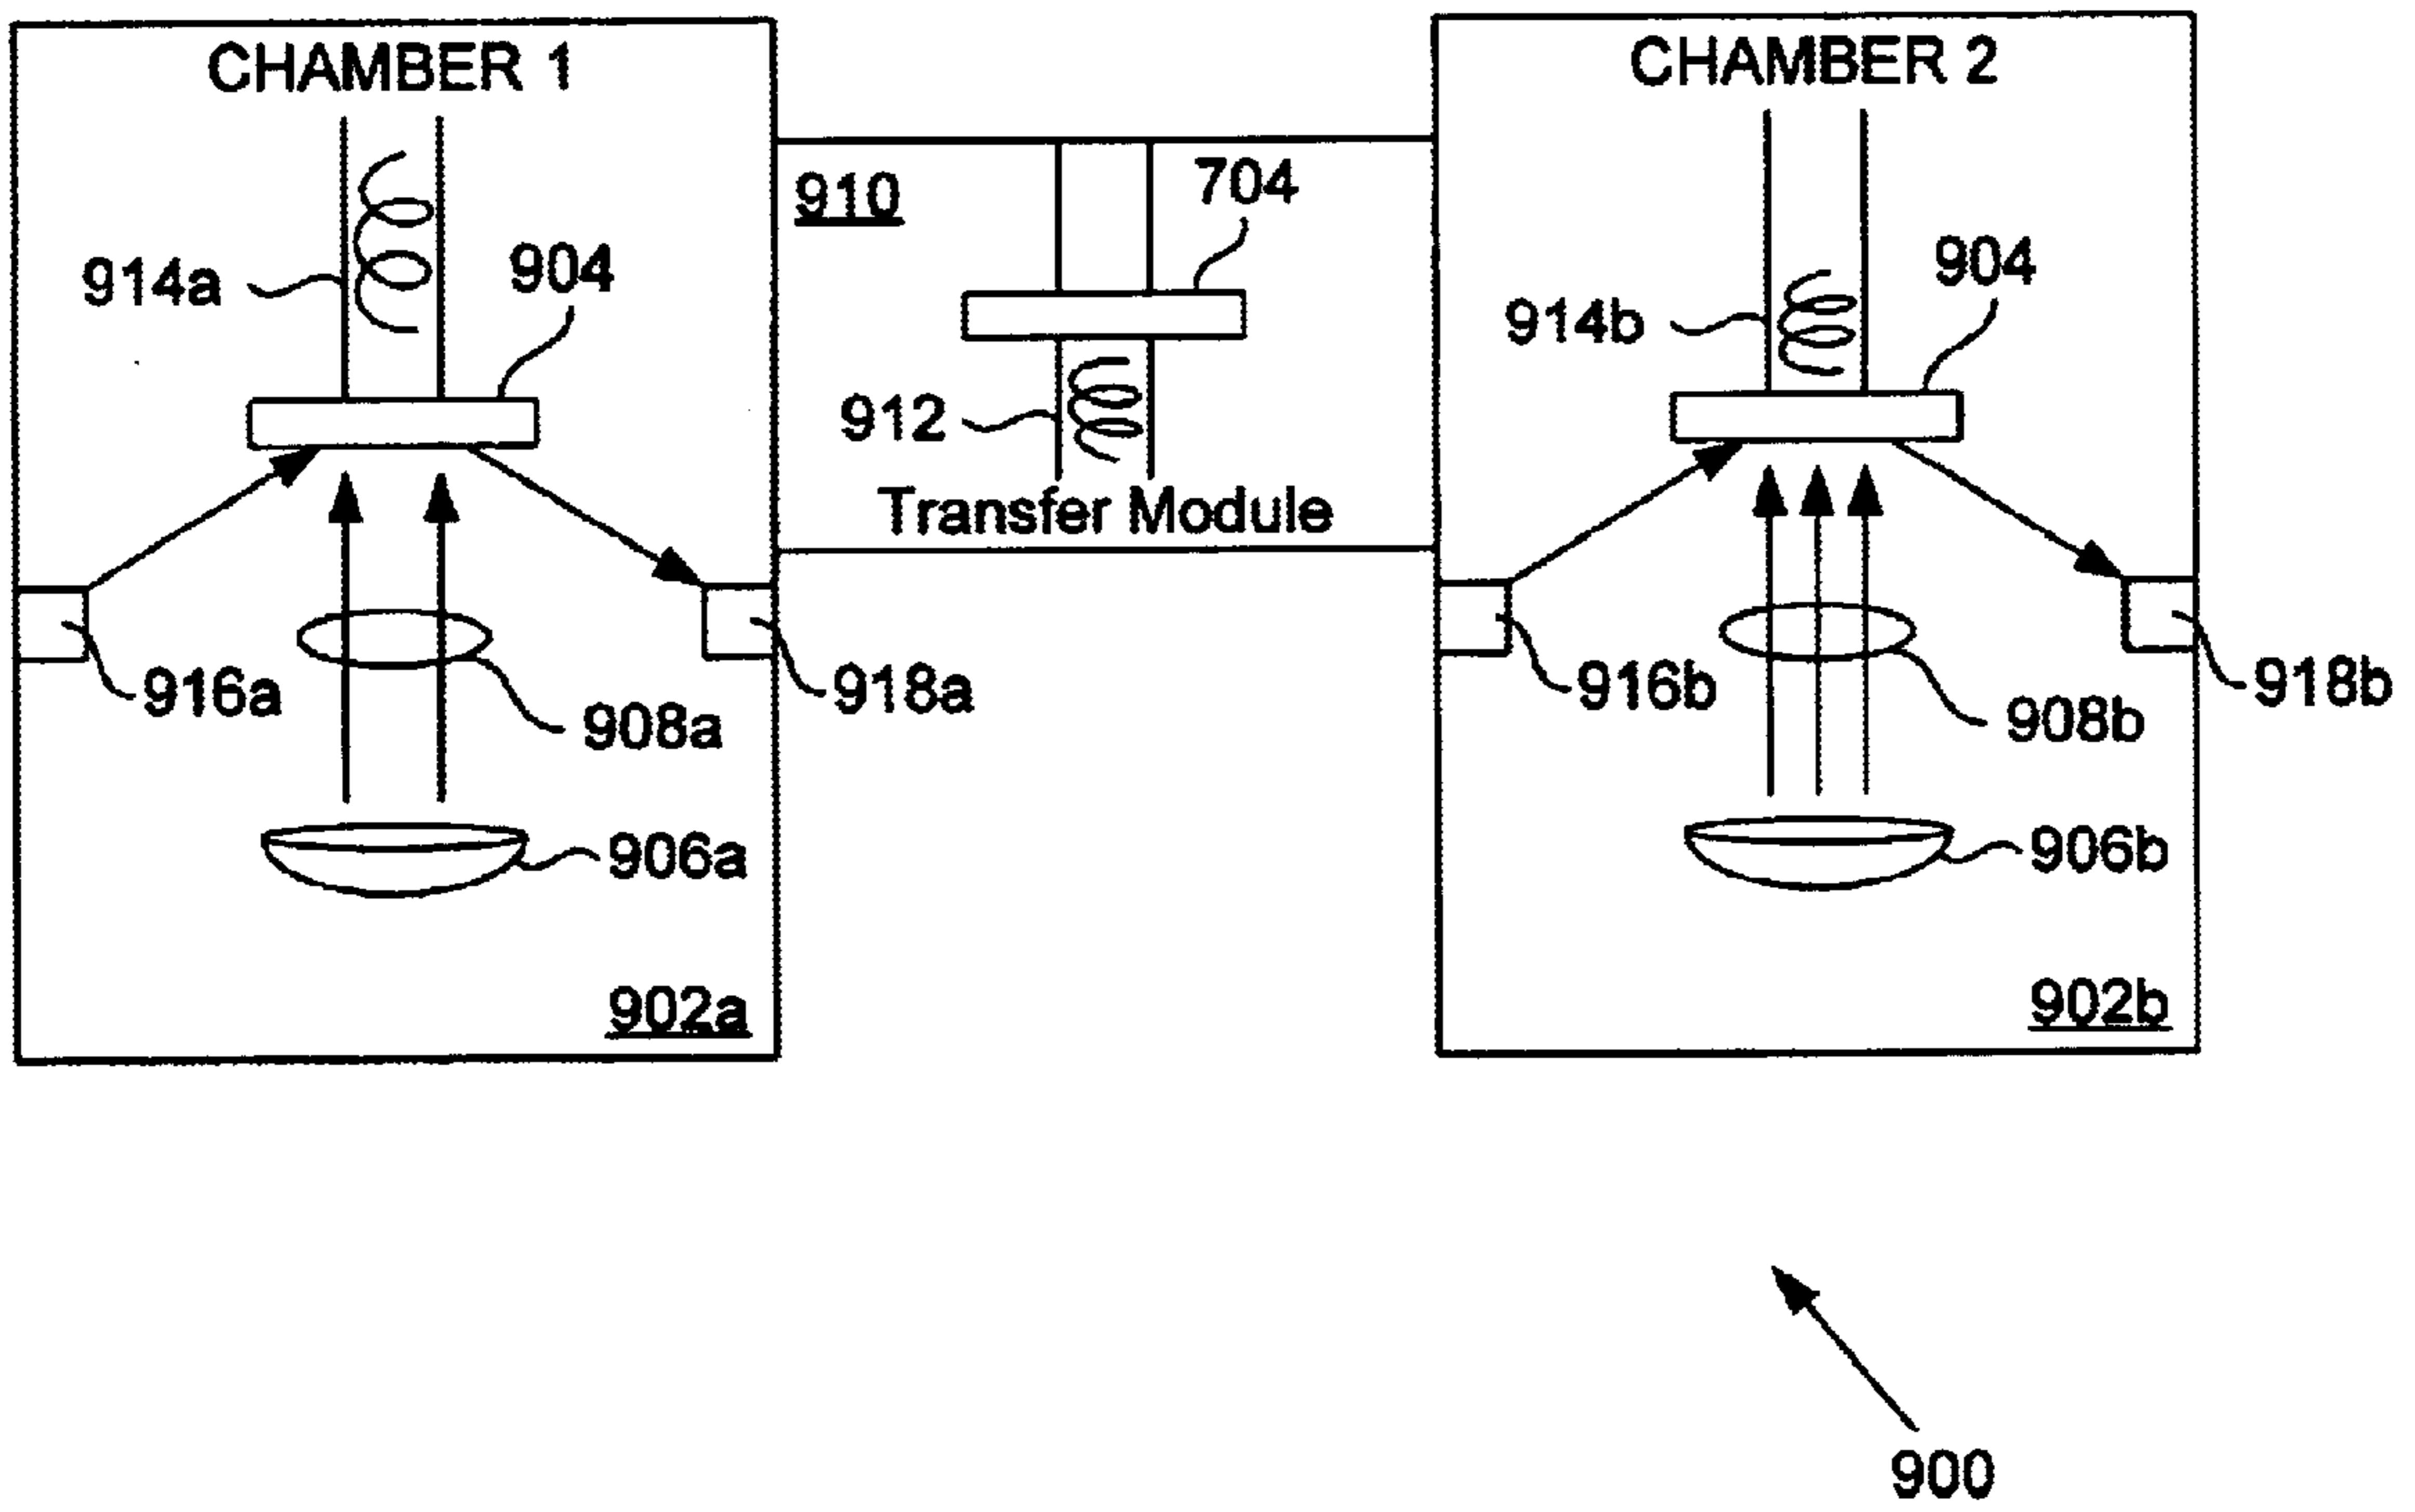 CHAMBER 1
CHAMBER 2
910
704
914a
904
914b
904
912
Transfer Module
916a
918a
916b
918b
908a
908b
906a
906b
902a
902b
900